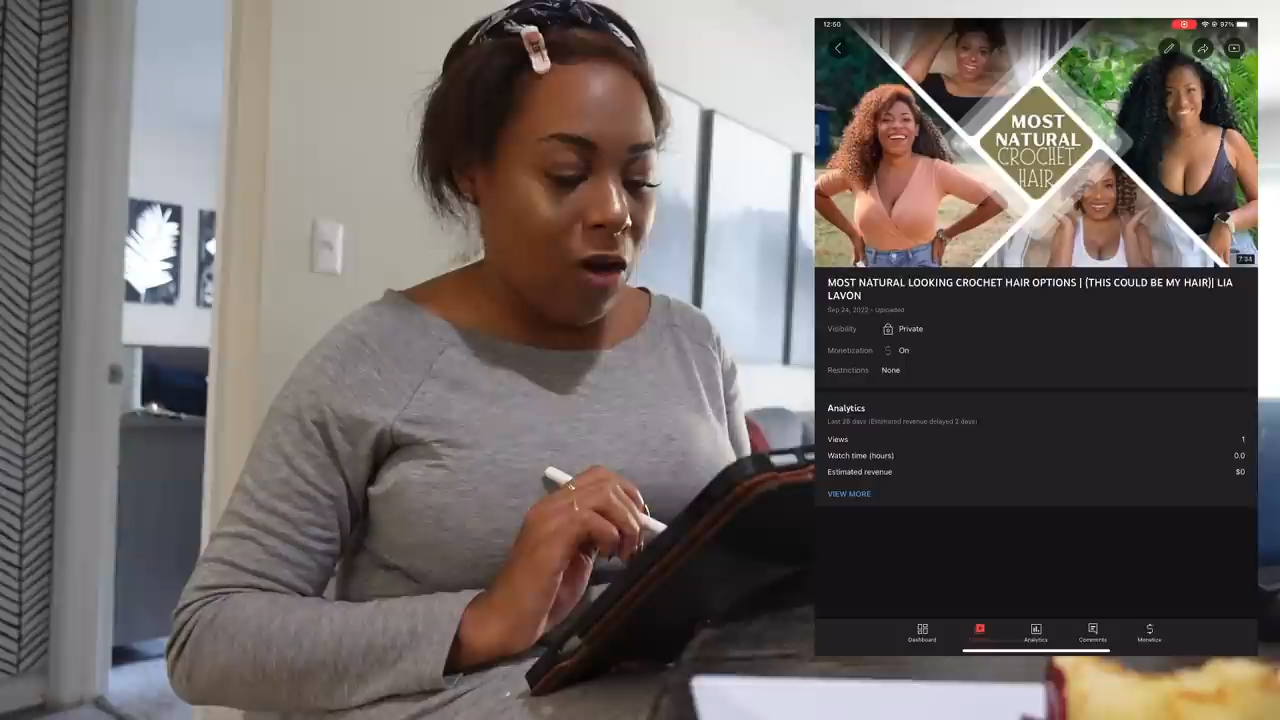 12:50
97%
MOST
NATURAL
CROCHET
HAIR
7:34
MOST NATURAL LOOKING CROCHET HAIR OPTIONS | (THIS COULD BE MY HAIR)| LIA
LAVON
Sep 24, 2022 • Uploaded
Visibility Private
Monetization $ On
Restrictions None
Analytics
Last 28 days (Estimated revenue delayed 2 days)
Views 1
Watch time (hours) 0.0
Estimated revenue $0
VIEW MORE
Dashboard Analytics Comments Monetize